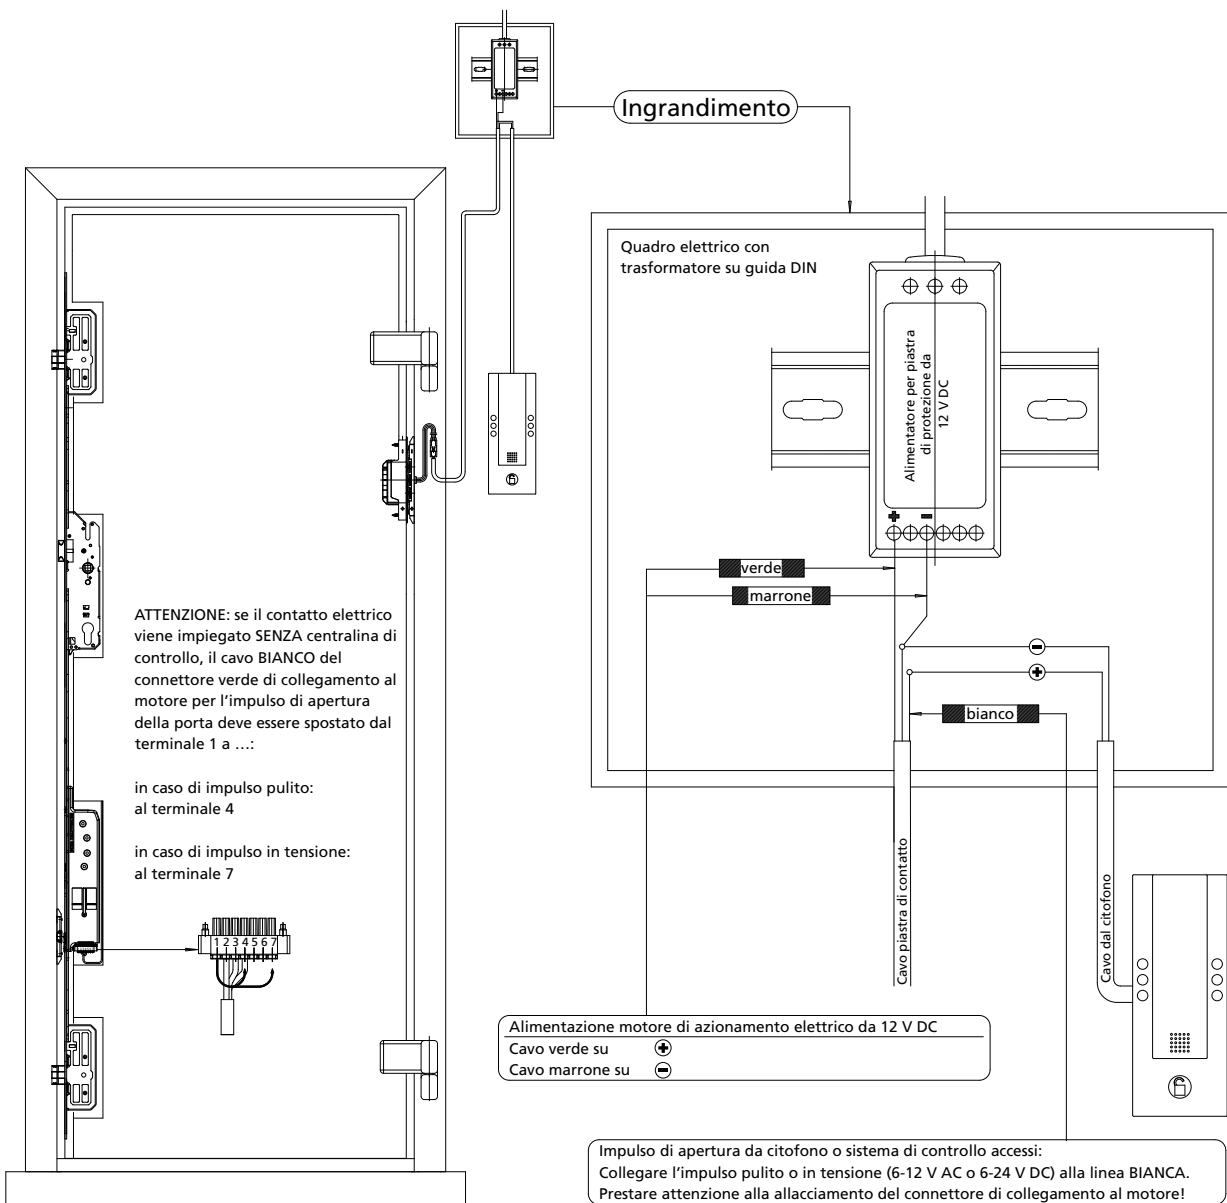 Ingrandimento
Quadro elettrico con
trasformatore su guida DIN
Alimentatore per piastra
di protezione da
12 V DC
verde
marrone
bianco
ATTENZIONE: se il contatto elettrico
viene impiegato SENZA centralina di
controllo, il cavo BIANCO del
connettore verde di collegamento al
motore per l’impulso di apertura
della porta deve essere spostato dal
terminale 1 a …:
in caso di impulso pulito:
al terminale 4
in caso di impulso in tensione:
al terminale 7
1 2 3 4 5 6 7
Cavo piastra di contatto
Cavo dal citofono
Alimentazione motore di azionamento elettrico da 12 V DC
Cavo verde su +
Cavo marrone su −
Impulso di apertura da citofono o sistema di controllo accessi:
Collegare l’impulso pulito o in tensione (6-12 V AC o 6-24 V DC) alla linea BIANCA.
Prestare attenzione alla allacciamento del connettore di collegamento al motore!